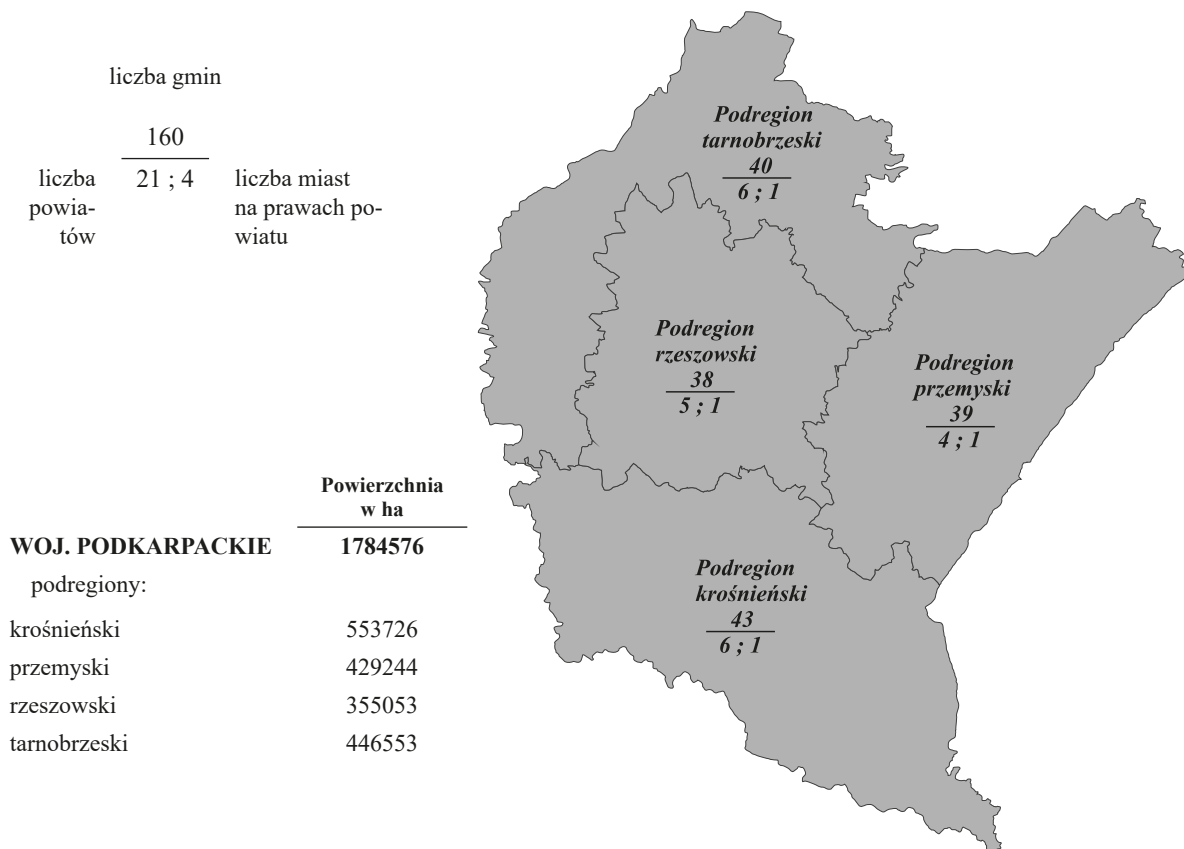 liczba gmin
160
21 ; 4
liczba
powia-
tów
liczba miast
na prawach po-
wiatu
Podregion
tarnobrzeski
40
6 ; 1
Podregion
rzeszowski
38
5 ; 1
Podregion
przemyski
39
4 ; 1
Podregion
krośnieński
43
6 ; 1
Powierzchnia
w ha
WOJ. PODKARPACKIE 1784576
podregiony:
krośnieński 553726
przemyski 429244
rzeszowski 355053
tarnobrzeski 446553